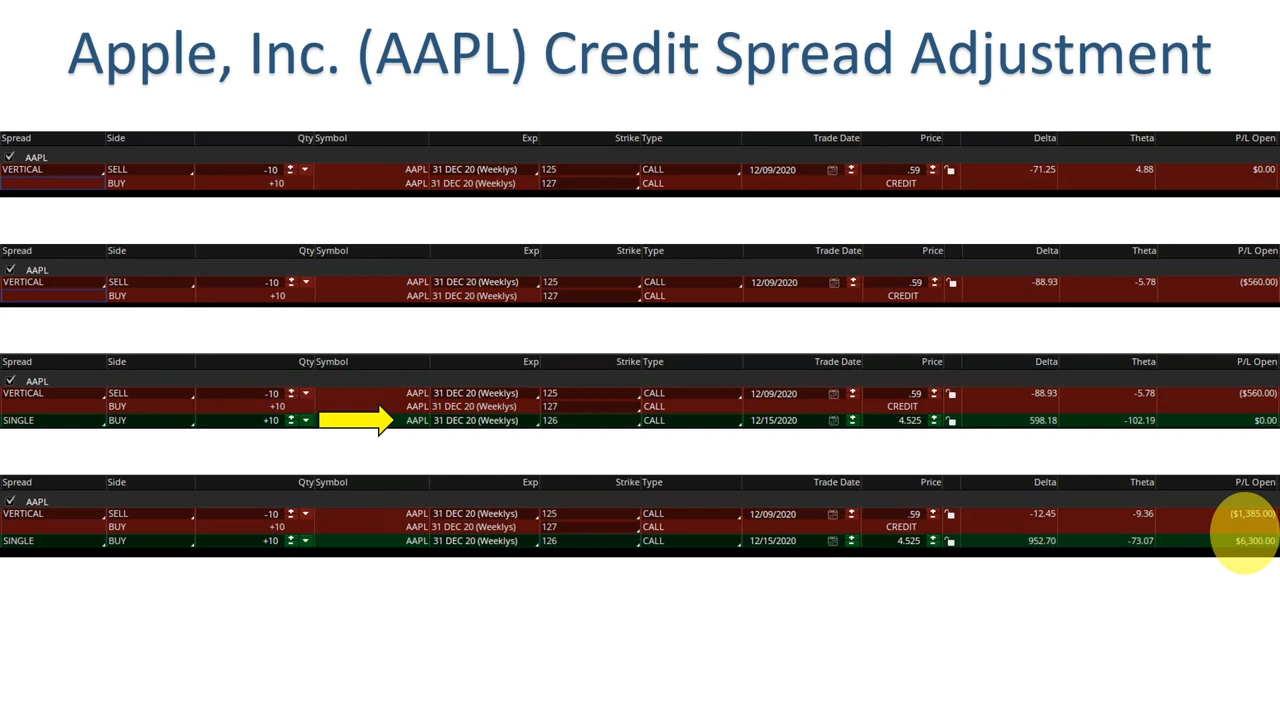 Apple, Inc. (AAPL) Credit Spread Adjustment
Spread Side Qty Symbol Exp Strike Type Trade Date Price Delta Theta P/L Open
AAPL
VERTICAL SELL -10 AAPL 31 DEC 20 (Weeklys) 125 CALL 12/09/2020 .59 -71.25 4.88 $0.00
BUY +10 AAPL 31 DEC 20 (Weeklys) 127 CALL CREDIT
Spread Side Qty Symbol Exp Strike Type Trade Date Price Delta Theta P/L Open
AAPL
VERTICAL SELL -10 AAPL 31 DEC 20 (Weeklys) 125 CALL 12/09/2020 .59 -88.93 -5.78 ($560.00)
BUY +10 AAPL 31 DEC 20 (Weeklys) 127 CALL CREDIT
Spread Side Qty Symbol Exp Strike Type Trade Date Price Delta Theta P/L Open
AAPL
VERTICAL SELL -10 AAPL 31 DEC 20 (Weeklys) 125 CALL 12/09/2020 .59 -88.93 -5.78 ($560.00)
BUY +10 AAPL 31 DEC 20 (Weeklys) 127 CALL CREDIT
SINGLE BUY +10 AAPL 31 DEC 20 (Weeklys) 126 CALL 12/15/2020 4.525 598.18 -102.19 $0.00
Spread Side Qty Symbol Exp Strike Type Trade Date Price Delta Theta P/L Open
AAPL
VERTICAL SELL -10 AAPL 31 DEC 20 (Weeklys) 125 CALL 12/09/2020 .59 -12.45 -9.36 ($1,385.00)
BUY +10 AAPL 31 DEC 20 (Weeklys) 127 CALL CREDIT
SINGLE BUY +10 AAPL 31 DEC 20 (Weeklys) 126 CALL 12/15/2020 4.525 952.70 -73.07 $6,300.00